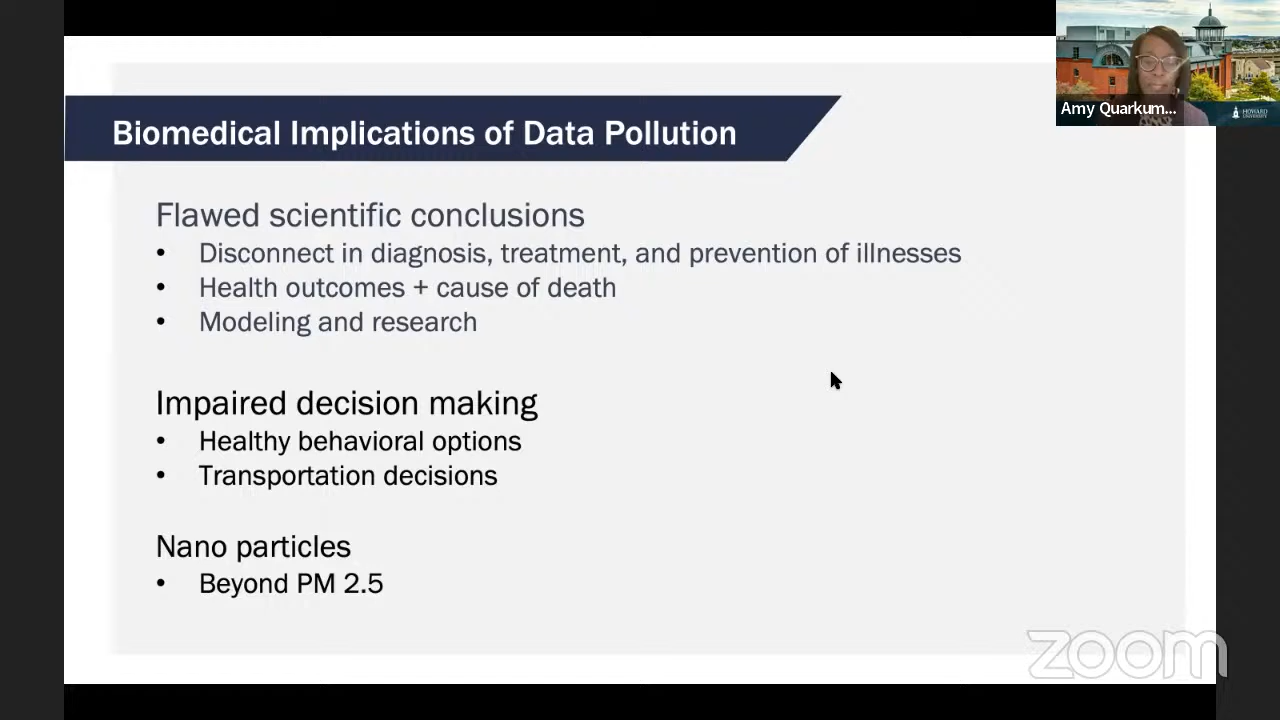 Biomedical Implications of Data Pollution
Amy Quarkum...
HOWARD
UNIVERSITY
Flawed scientific conclusions
• Disconnect in diagnosis, treatment, and prevention of illnesses
• Health outcomes + cause of death
• Modeling and research
Impaired decision making
• Healthy behavioral options
• Transportation decisions
Nano particles
• Beyond PM 2.5
zoom